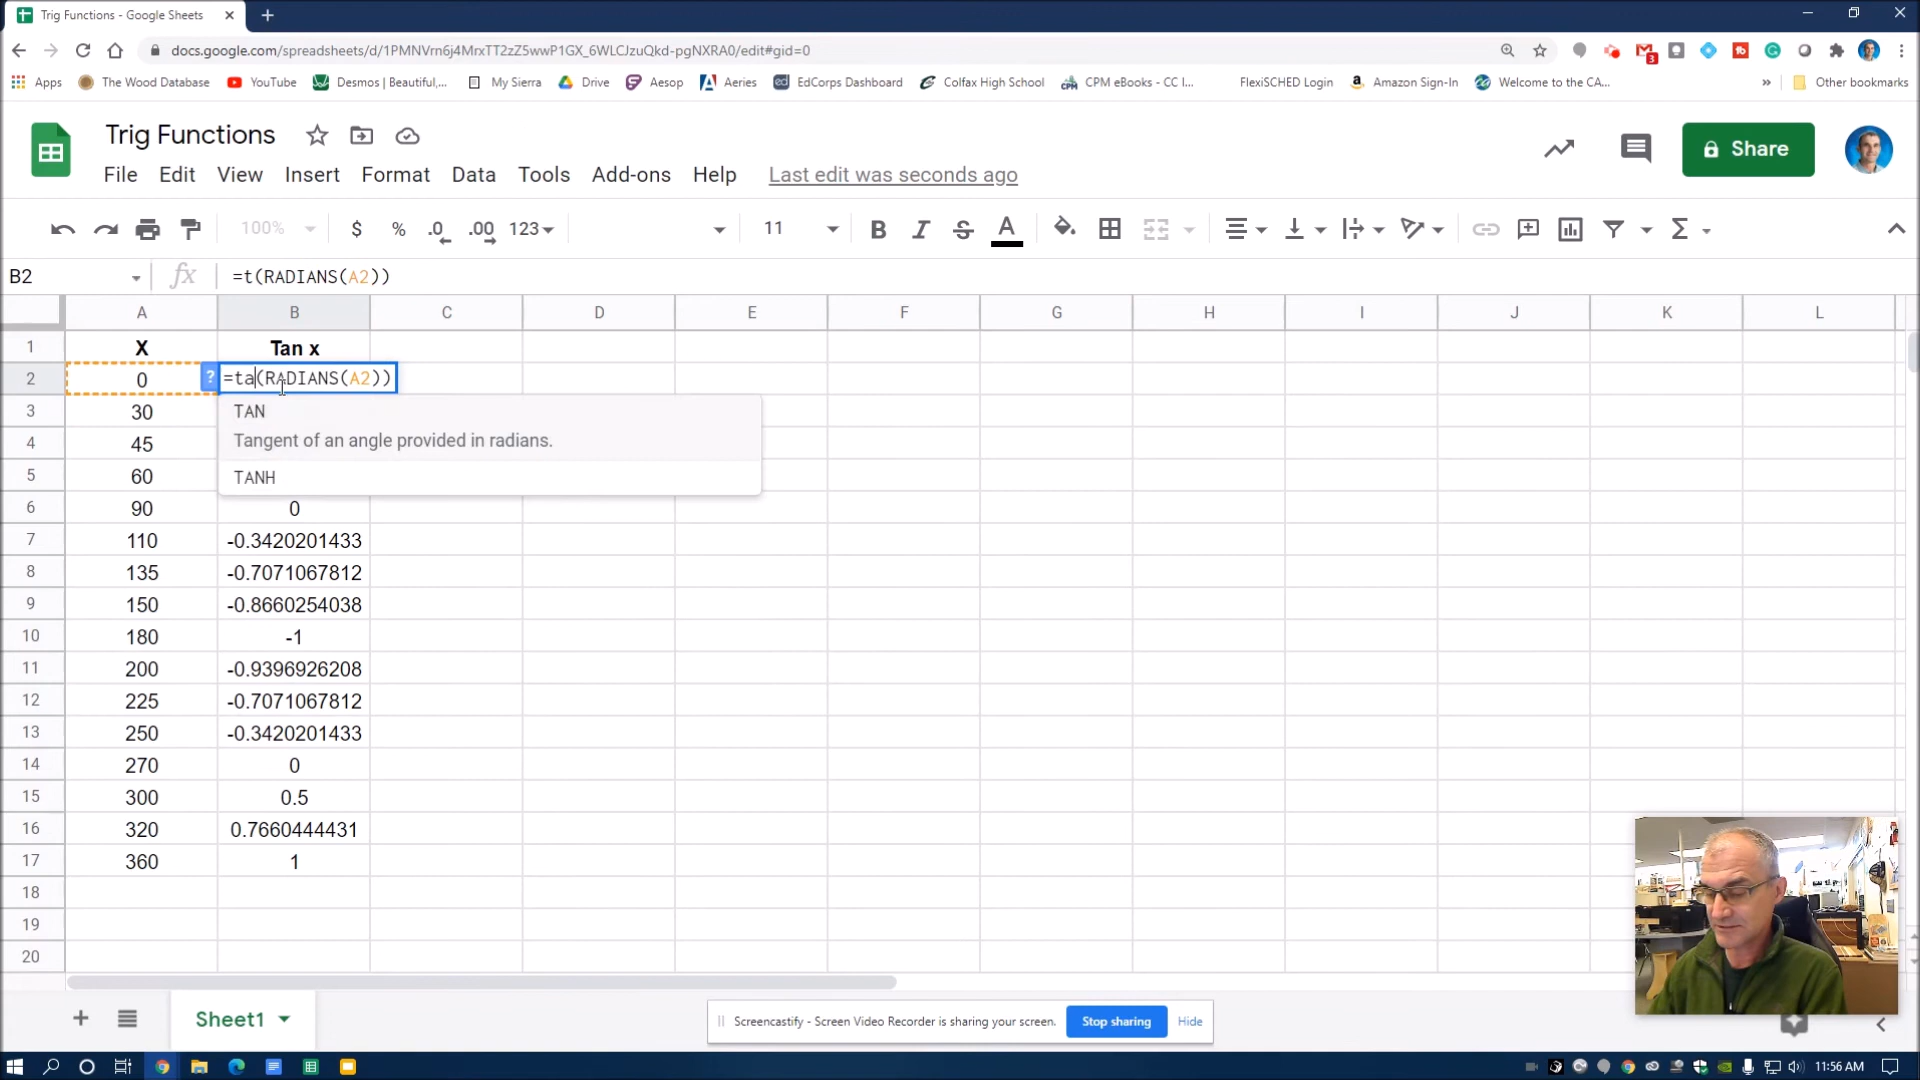 Trig Functions - Google Sheets
docs.google.com/spreadsheets/d/1PMNVrn6j4MrxTT2zZ5wwP1GX_6WLCJzuQkd-pgNXRA0/edit#gid=0
3
Apps The Wood Database YouTube Desmos | Beautiful,... My Sierra Drive Aesop Aeries EdCorps Dashboard Colfax High School CPM eBooks - CC I... FlexiSCHED Login Amazon Sign-In Welcome to the CA... » Other bookmarks
Trig Functions
Share
File Edit View Insert Format Data Tools Add-ons Help Last edit was seconds ago
100% $ % .0 .00 123 11 B I S A Σ
B2 fx =t(RADIANS(A2))
A B C D E F G H I J K L
1 X Tan x
2 0 ? =ta(RADIANS(A2))
3 30 TAN
4 45 Tangent of an angle provided in radians.
5 60 TANH
6 90 0
7 110 -0.3420201433
8 135 -0.7071067812
9 150 -0.8660254038
10 180 -1
11 200 -0.9396926208
12 225 -0.7071067812
13 250 -0.3420201433
14 270 0
15 300 0.5
16 320 0.7660444431
17 360 1
18
19
20
Sheet1
Screencastify - Screen Video Recorder is sharing your screen. Stop sharing Hide
11:56 AM